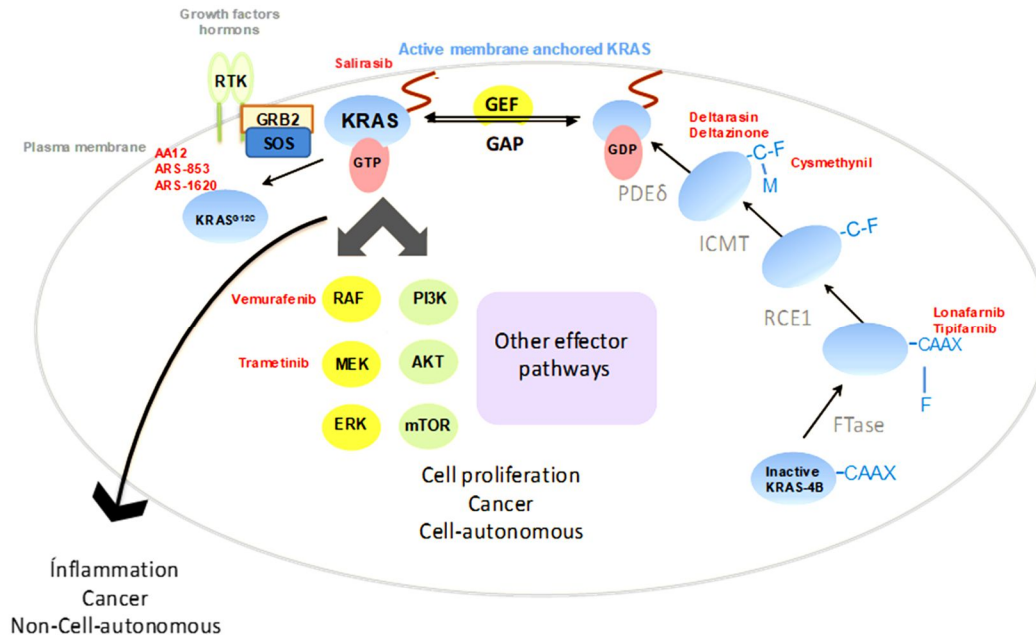 Growth factors
hormons
Active membrane anchored KRAS
Salirasib
RTK
GRB2
SOS
KRAS
GTP
GEF
GAP
GDP
Plasma membrane
AA12
ARS-853
ARS-1620
KRASG12C
Deltarasin
Deltazinone
-C-F
M
Cysmethynil
PDEδ
ICMT
-C-F
RCE1
Lonafarnib
Tipifarnib
-CAAX
F
FTase
Inactive
KRAS-4B
-CAAX
Vemurafenib
RAF
PI3K
Trametinib
MEK
AKT
ERK
mTOR
Other effector
pathways
Cell proliferation
Cancer
Cell-autonomous
Ínflammation
Cancer
Non-Cell-autonomous